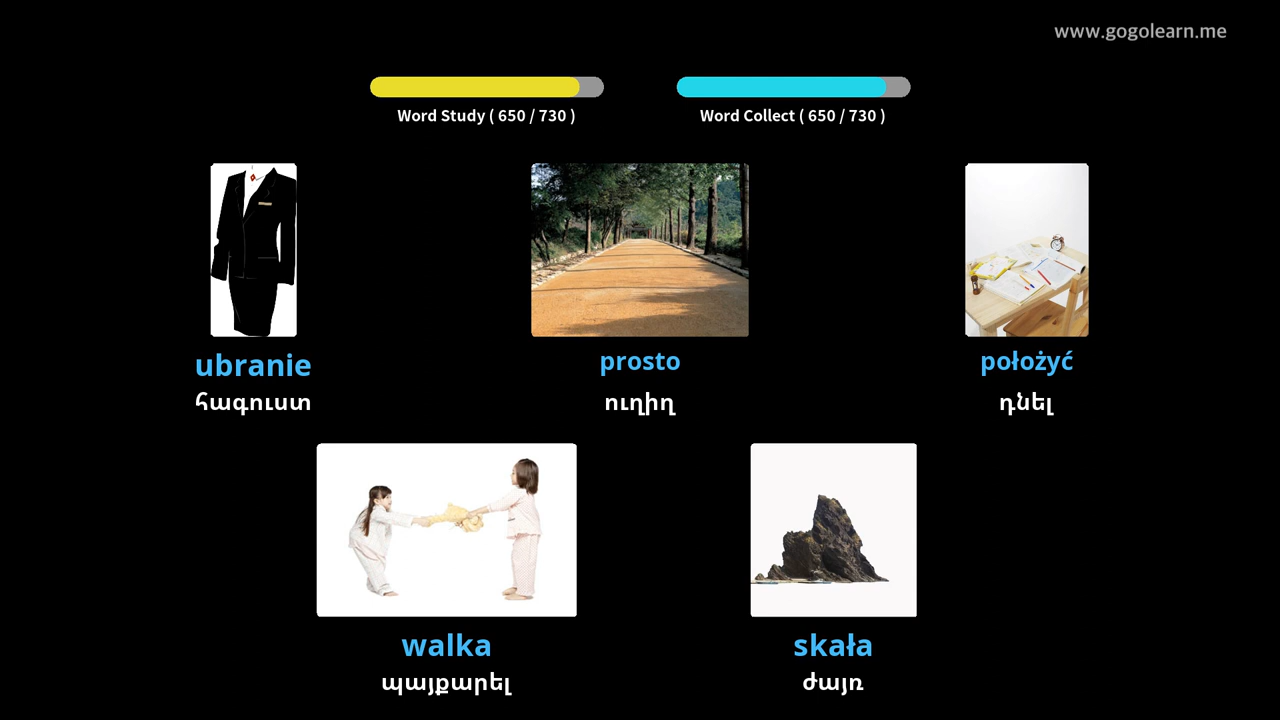 www.gogolearn.me
Word Study ( 650 / 730 )
Word Collect ( 650 / 730 )
ubranie
հագուստ
prosto
ուղիղ
położyć
դնել
walka
պայքարել
skała
ժայռ